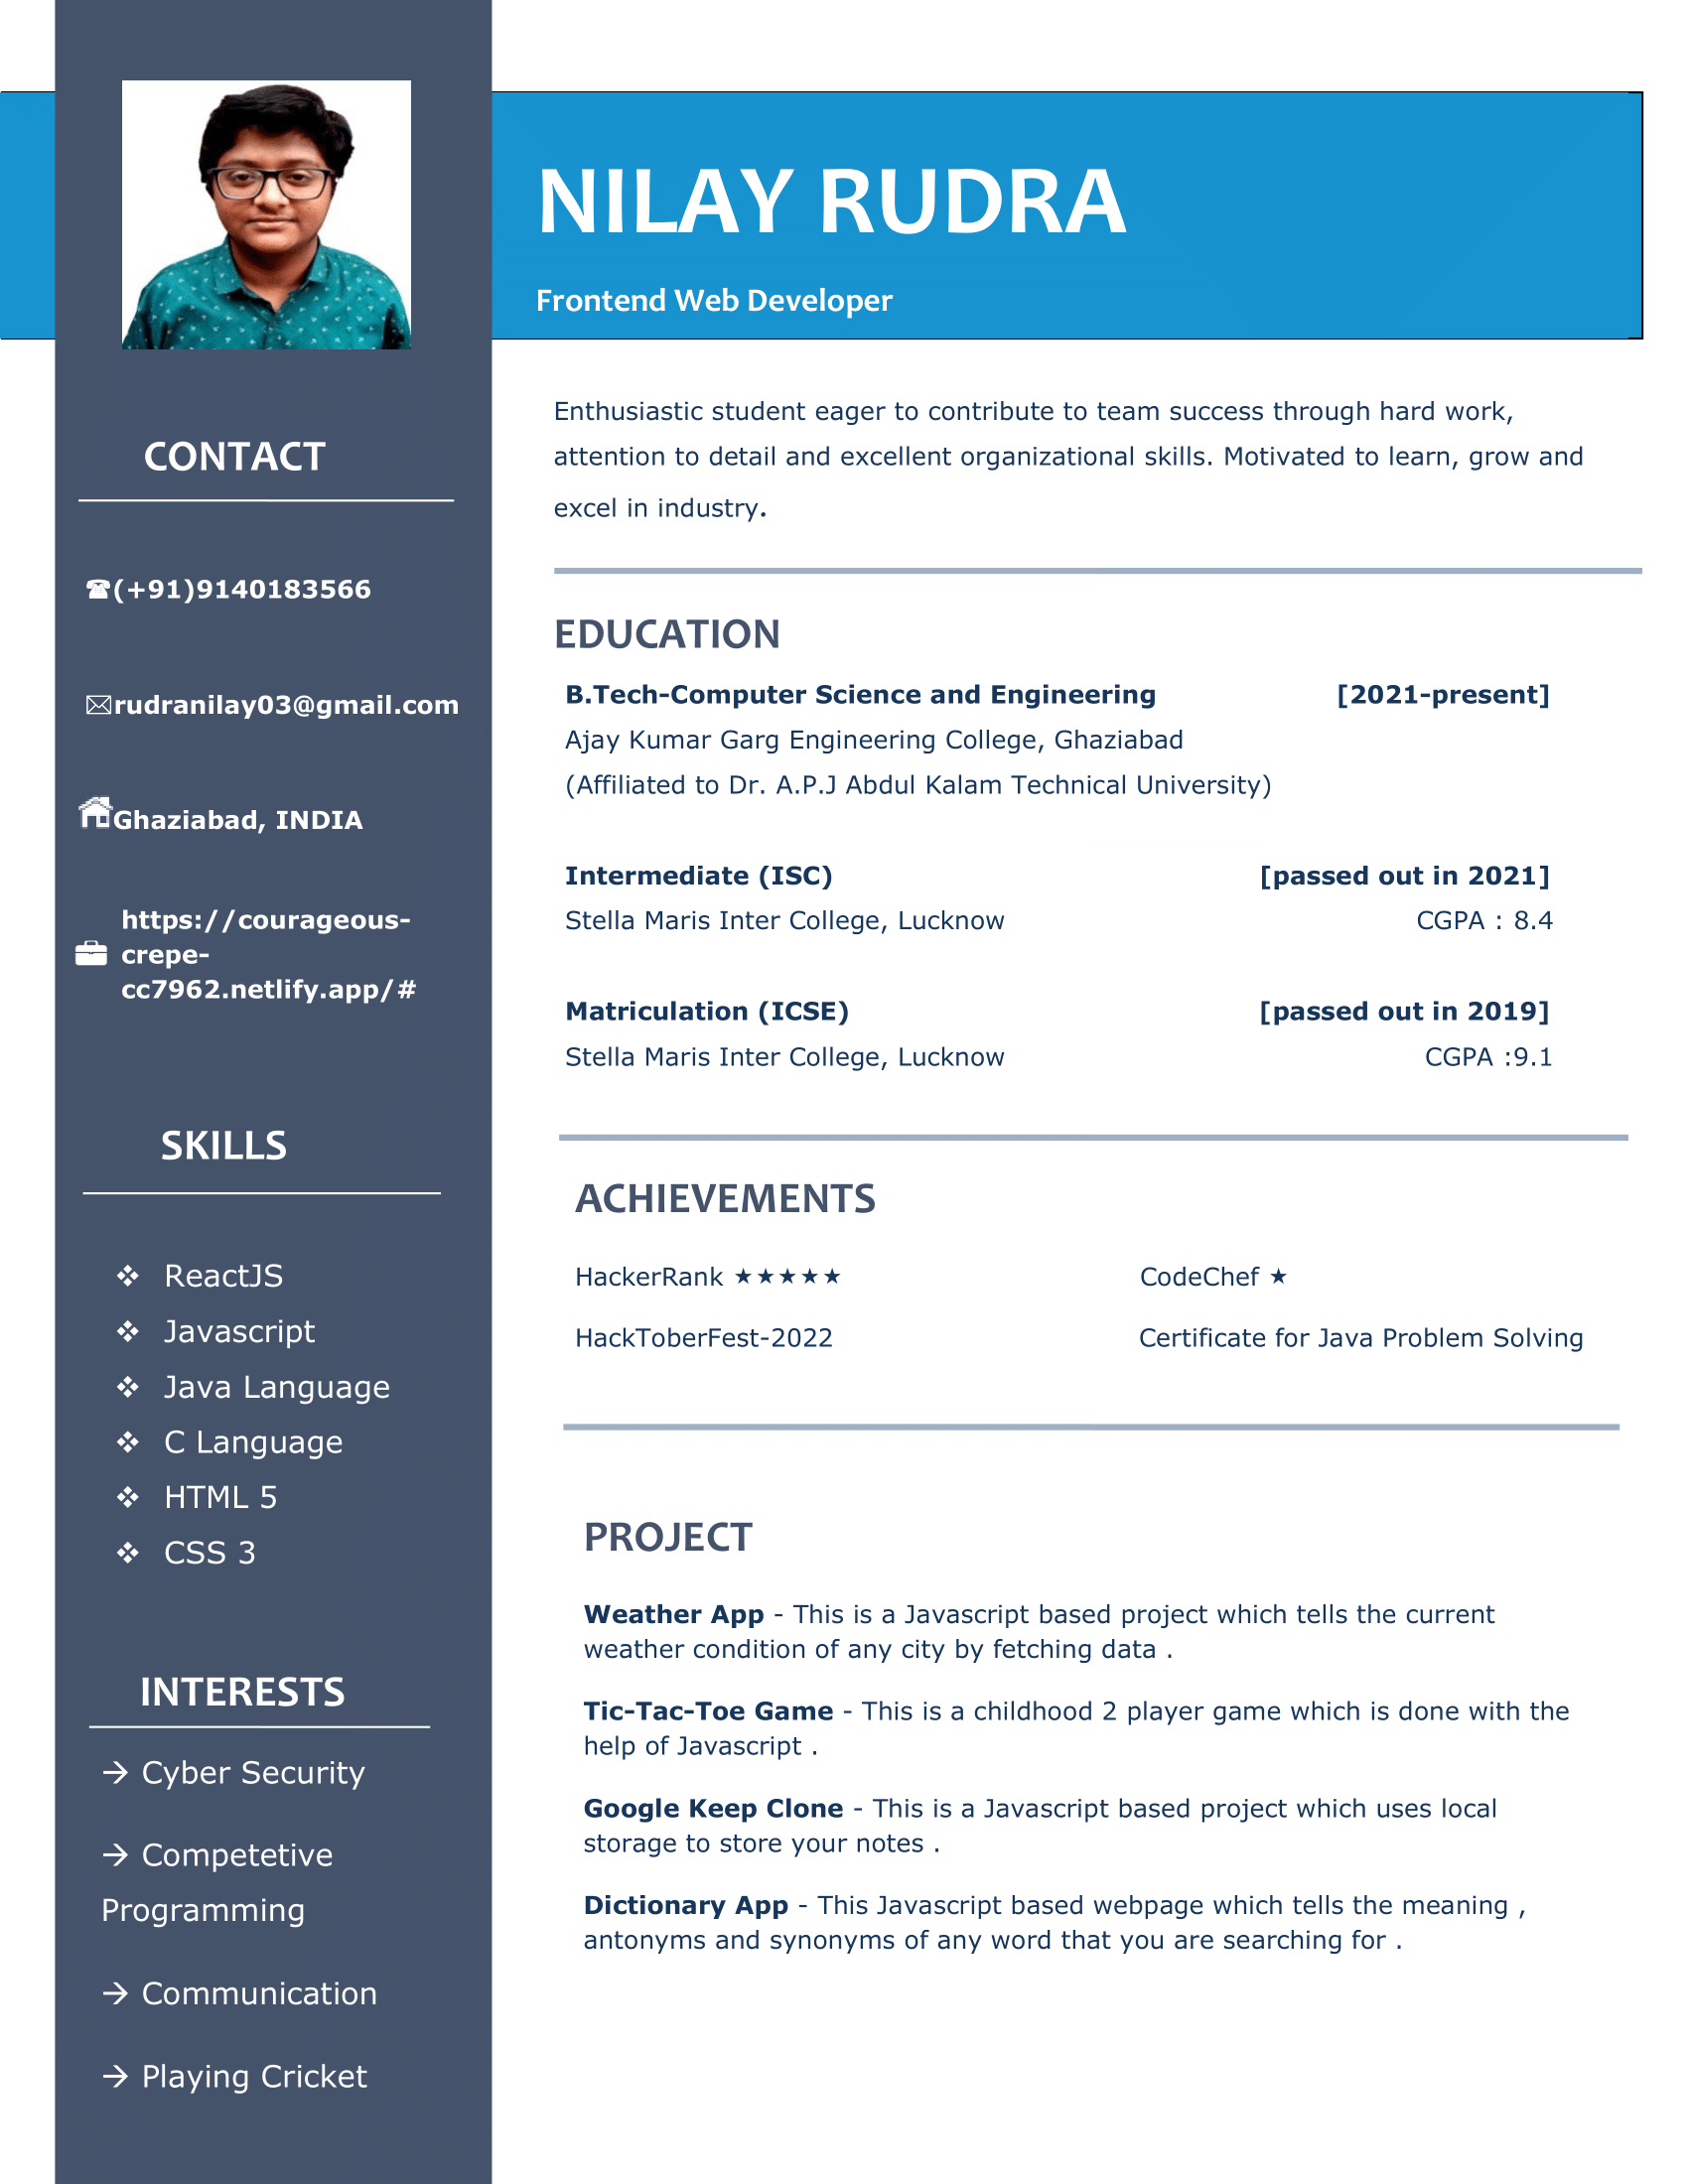 NILAY RUDRA
Frontend Web Developer
CONTACT
☎(+91)9140183566
✉rudranilay03@gmail.com
Ghaziabad, INDIA
https://courageous-
crepe-
cc7962.netlify.app/#
SKILLS
❖ ReactJS
❖ Javascript
❖ Java Language
❖ C Language
❖ HTML 5
❖ CSS 3
INTERESTS
→ Cyber Security
→ Competetive
Programming
→ Communication
→ Playing Cricket
Enthusiastic student eager to contribute to team success through hard work,
attention to detail and excellent organizational skills. Motivated to learn, grow and
excel in industry.
EDUCATION
B.Tech-Computer Science and Engineering [2021-present]
Ajay Kumar Garg Engineering College, Ghaziabad
(Affiliated to Dr. A.P.J Abdul Kalam Technical University)
Intermediate (ISC) [passed out in 2021]
Stella Maris Inter College, Lucknow CGPA : 8.4
Matriculation (ICSE) [passed out in 2019]
Stella Maris Inter College, Lucknow CGPA :9.1
ACHIEVEMENTS
HackerRank ★★★★★ CodeChef ★
HackToberFest-2022 Certificate for Java Problem Solving
PROJECT
Weather App - This is a Javascript based project which tells the current
weather condition of any city by fetching data .
Tic-Tac-Toe Game - This is a childhood 2 player game which is done with the
help of Javascript .
Google Keep Clone - This is a Javascript based project which uses local
storage to store your notes .
Dictionary App - This Javascript based webpage which tells the meaning ,
antonyms and synonyms of any word that you are searching for .